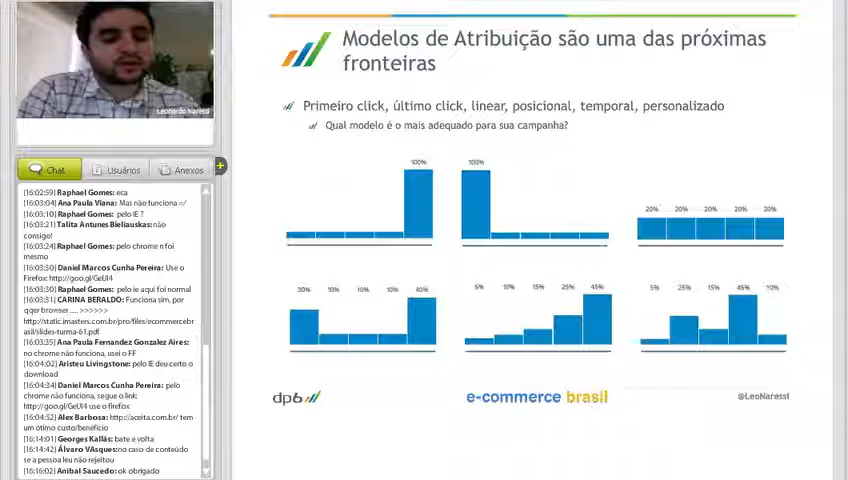 Leonardo Naressi
Chat
Usuários
Anexos
[16:02:59] Raphael Gomes: eca
[16:03:04] Ana Paula Viana: Mas não funciona =/
[16:03:10] Raphael Gomes: pelo IE ?
[16:03:21] Talita Antunes Bieliauskas: não
consigo!
[16:03:24] Raphael Gomes: pelo chrome n foi
mesmo
[16:03:30] Daniel Marcos Cunha Pereira: Use o
Firefox: http://goo.gl/GeUI4
[16:03:30] Raphael Gomes: pelo ie aqui foi normal
[16:03:31] CARINA BERALDO: Funciona sim, por
qqer browser ..... >>>>>>
http://static.imasters.com.br/pro/files/ecommercebr
asil/slides-turma-61.pdf
[16:03:35] Ana Paula Fernandez Gonzalez Aires:
no chrome não funciona, usei o FF
[16:04:02] Aristeu Livingstone: pelo IE deu certo o
download
[16:04:34] Daniel Marcos Cunha Pereira: pelo
chrome não funciona, segue o link:
http://goo.gl/GeUI4 use o firefox
[16:04:52] Alex Barbosa: http://aceita.com.br/ tem
um ótimo custo/beneficio
[16:14:01] Georges Kallás: bate e volta
[16:14:42] Álvaro VAsques: no caso de conteúdo
se a pessoa leu não rejeitou
[16:16:02] Anibal Saucedo: ok obrigado
Modelos de Atribuição são uma das próximas
fronteiras
Primeiro click, último click, linear, posicional, temporal, personalizado
Qual modelo é o mais adequado para sua campanha?
100%
100%
20% 20% 20% 20% 20%
30% 10% 10% 10% 40%
5% 10% 15% 25% 45%
5% 25% 15% 45% 10%
dp6
e-commerce brasil
@LeoNaressi